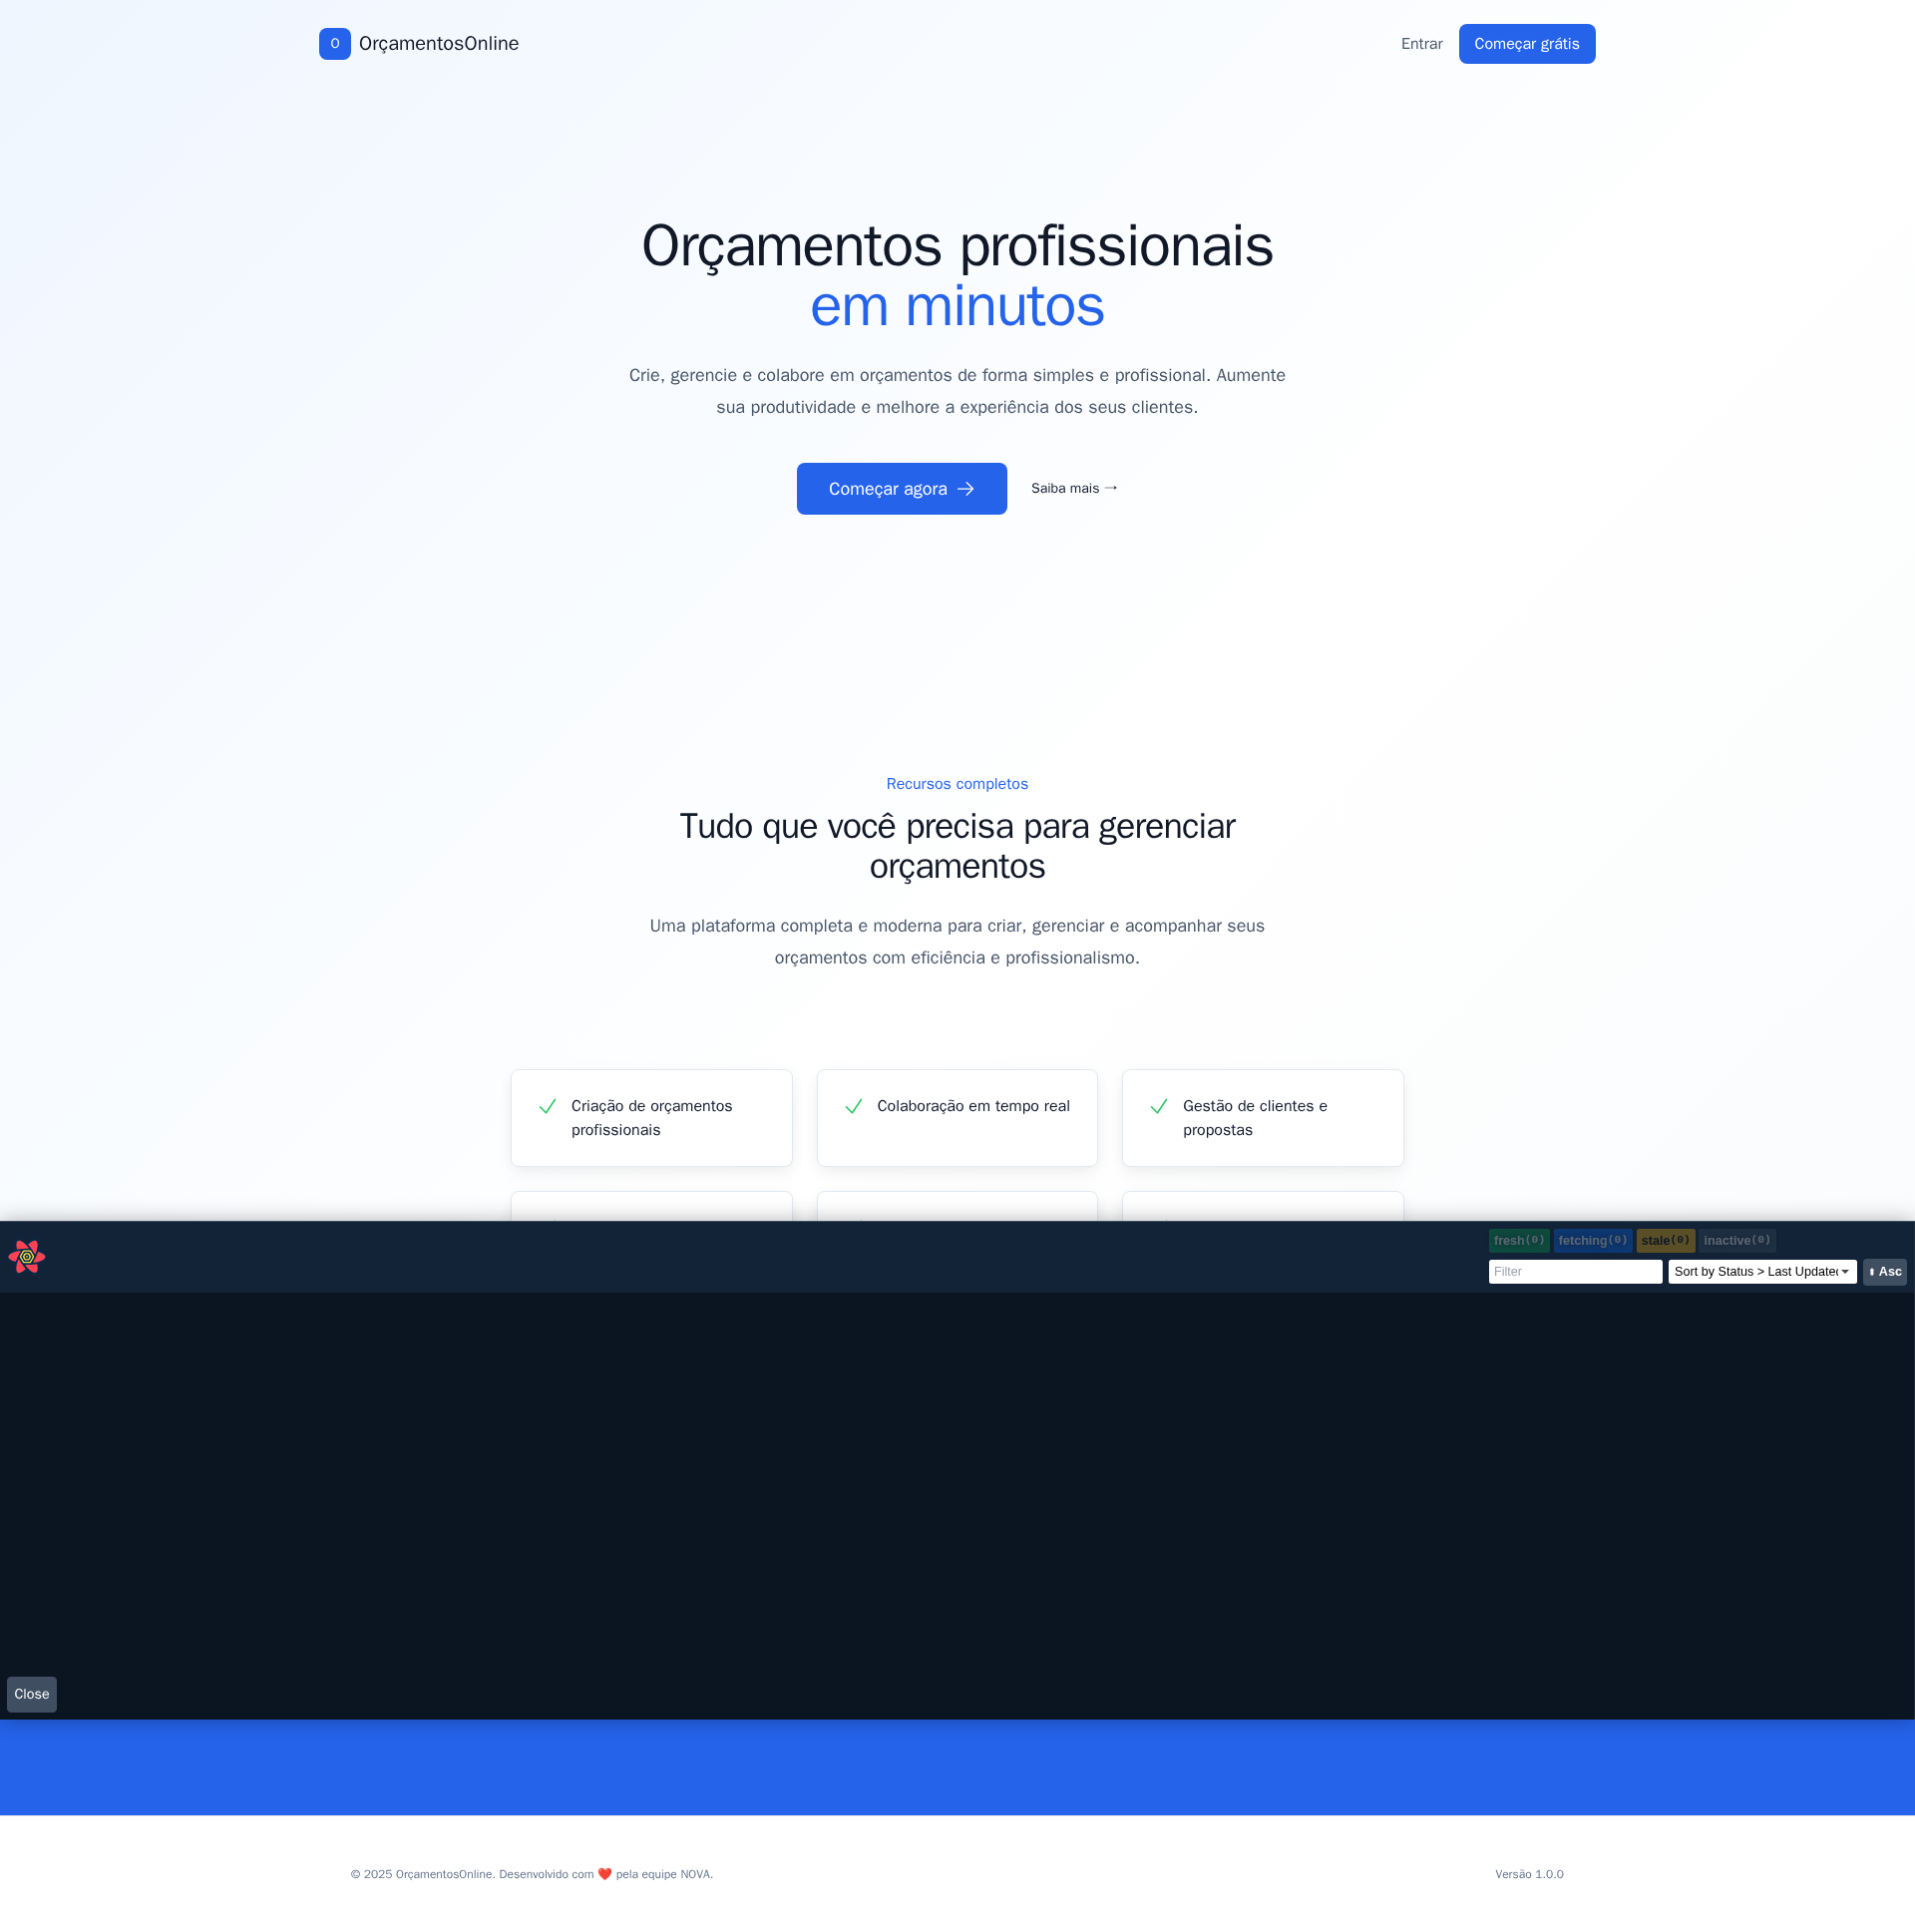 O OrçamentosOnline
Entrar
Começar grátis
Orçamentos profissionais
em minutos
Crie, gerencie e colabore em orçamentos de forma simples e profissional. Aumente
sua produtividade e melhore a experiência dos seus clientes.
Começar agora →
Saiba mais →
Recursos completos
Tudo que você precisa para gerenciar
orçamentos
Uma plataforma completa e moderna para criar, gerenciar e acompanhar seus
orçamentos com eficiência e profissionalismo.
Criação de orçamentos
profissionais
Colaboração em tempo real
Gestão de clientes e
propostas
fresh(0) fetching(0) stale(0) inactive(0)
Filter
Sort by Status > Last Updated
⬆ Asc
Close
© 2025 OrçamentosOnline. Desenvolvido com ❤️ pela equipe NOVA.
Versão 1.0.0